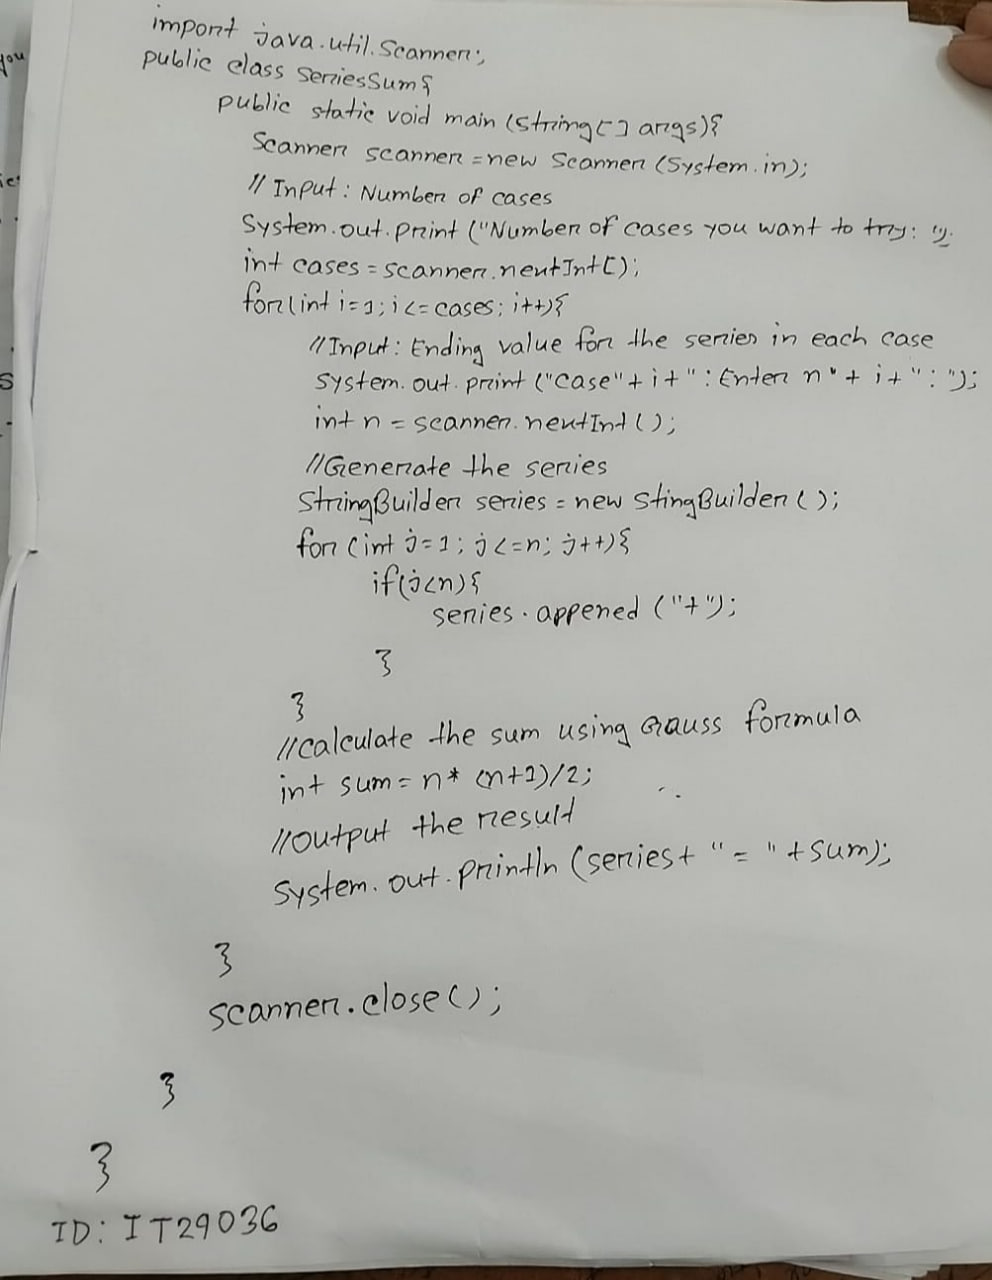 import java.util.Scanner;
public class SeriesSum{
public static void main (string[] args){
Scanner scanner = new Scanner (System.in);
// Input : Number of cases
System.out.print ("Number of cases you want to try: ");
int cases = scanner.neutInt[);
for(int i=1; i<=cases; i++){
// Input : Ending value for the series in each case
system.out.print ("case" + i + " : Enter n" + i + " : ");
int n = scanner.neutInt();
//Generate the series
StringBuilder series = new StingBuilder();
for (int j=1; j<=n; j++){
if(j<n){
series.appened ("+");
}
}
//calculate the sum using Gauss formula
int sum = n* (n+1)/2;
//output the result
system.out.println (series+ " = " + sum);
}
scanner.close();
}
}
ID: IT29036
you
S